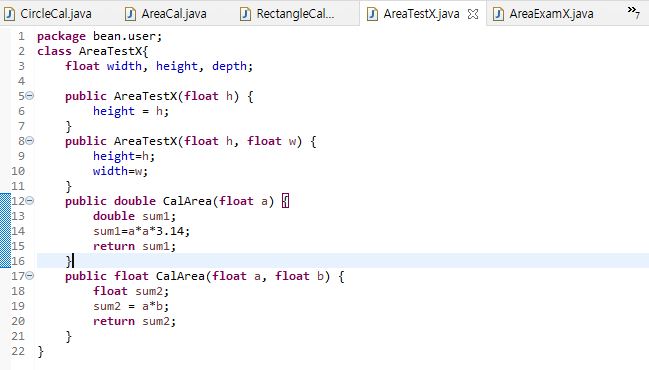 CircleCal.java AreaCal.java RectangleCal... AreaTestX.java AreaExamX.java »7
1 package bean.user;
2 class AreaTestX{
3 float width, height, depth;
4
5 public AreaTestX(float h) {
6 height = h;
7 }
8 public AreaTestX(float h, float w) {
9 height=h;
10 width=w;
11 }
12 public double CalArea(float a) {
13 double sum1;
14 sum1=a*a*3.14;
15 return sum1;
16 }
17 public float CalArea(float a, float b) {
18 float sum2;
19 sum2 = a*b;
20 return sum2;
21 }
22 }